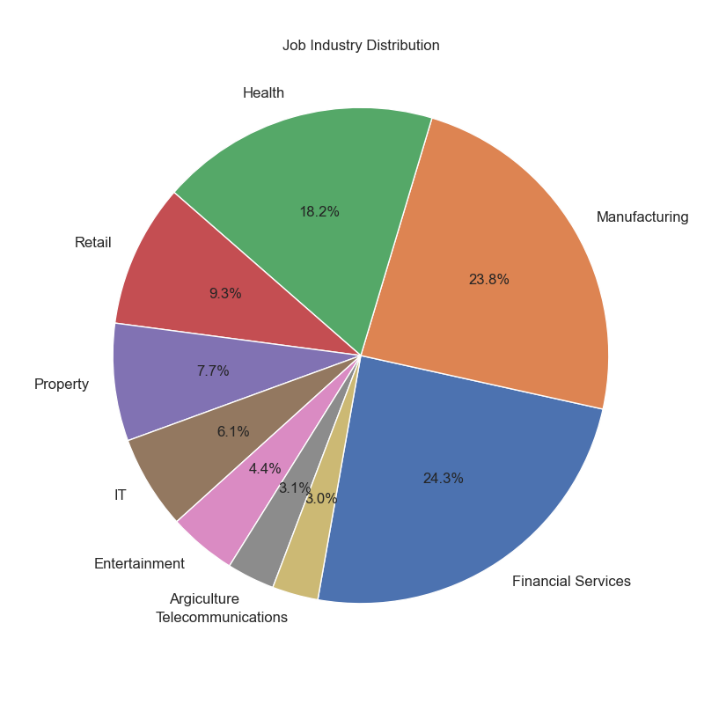 Job Industry Distribution
Health
18.2%
Manufacturing
23.8%
Retail
9.3%
Property
7.7%
IT
6.1%
Entertainment
4.4%
Argiculture
3.1%
Telecommunications
3.0%
Financial Services
24.3%